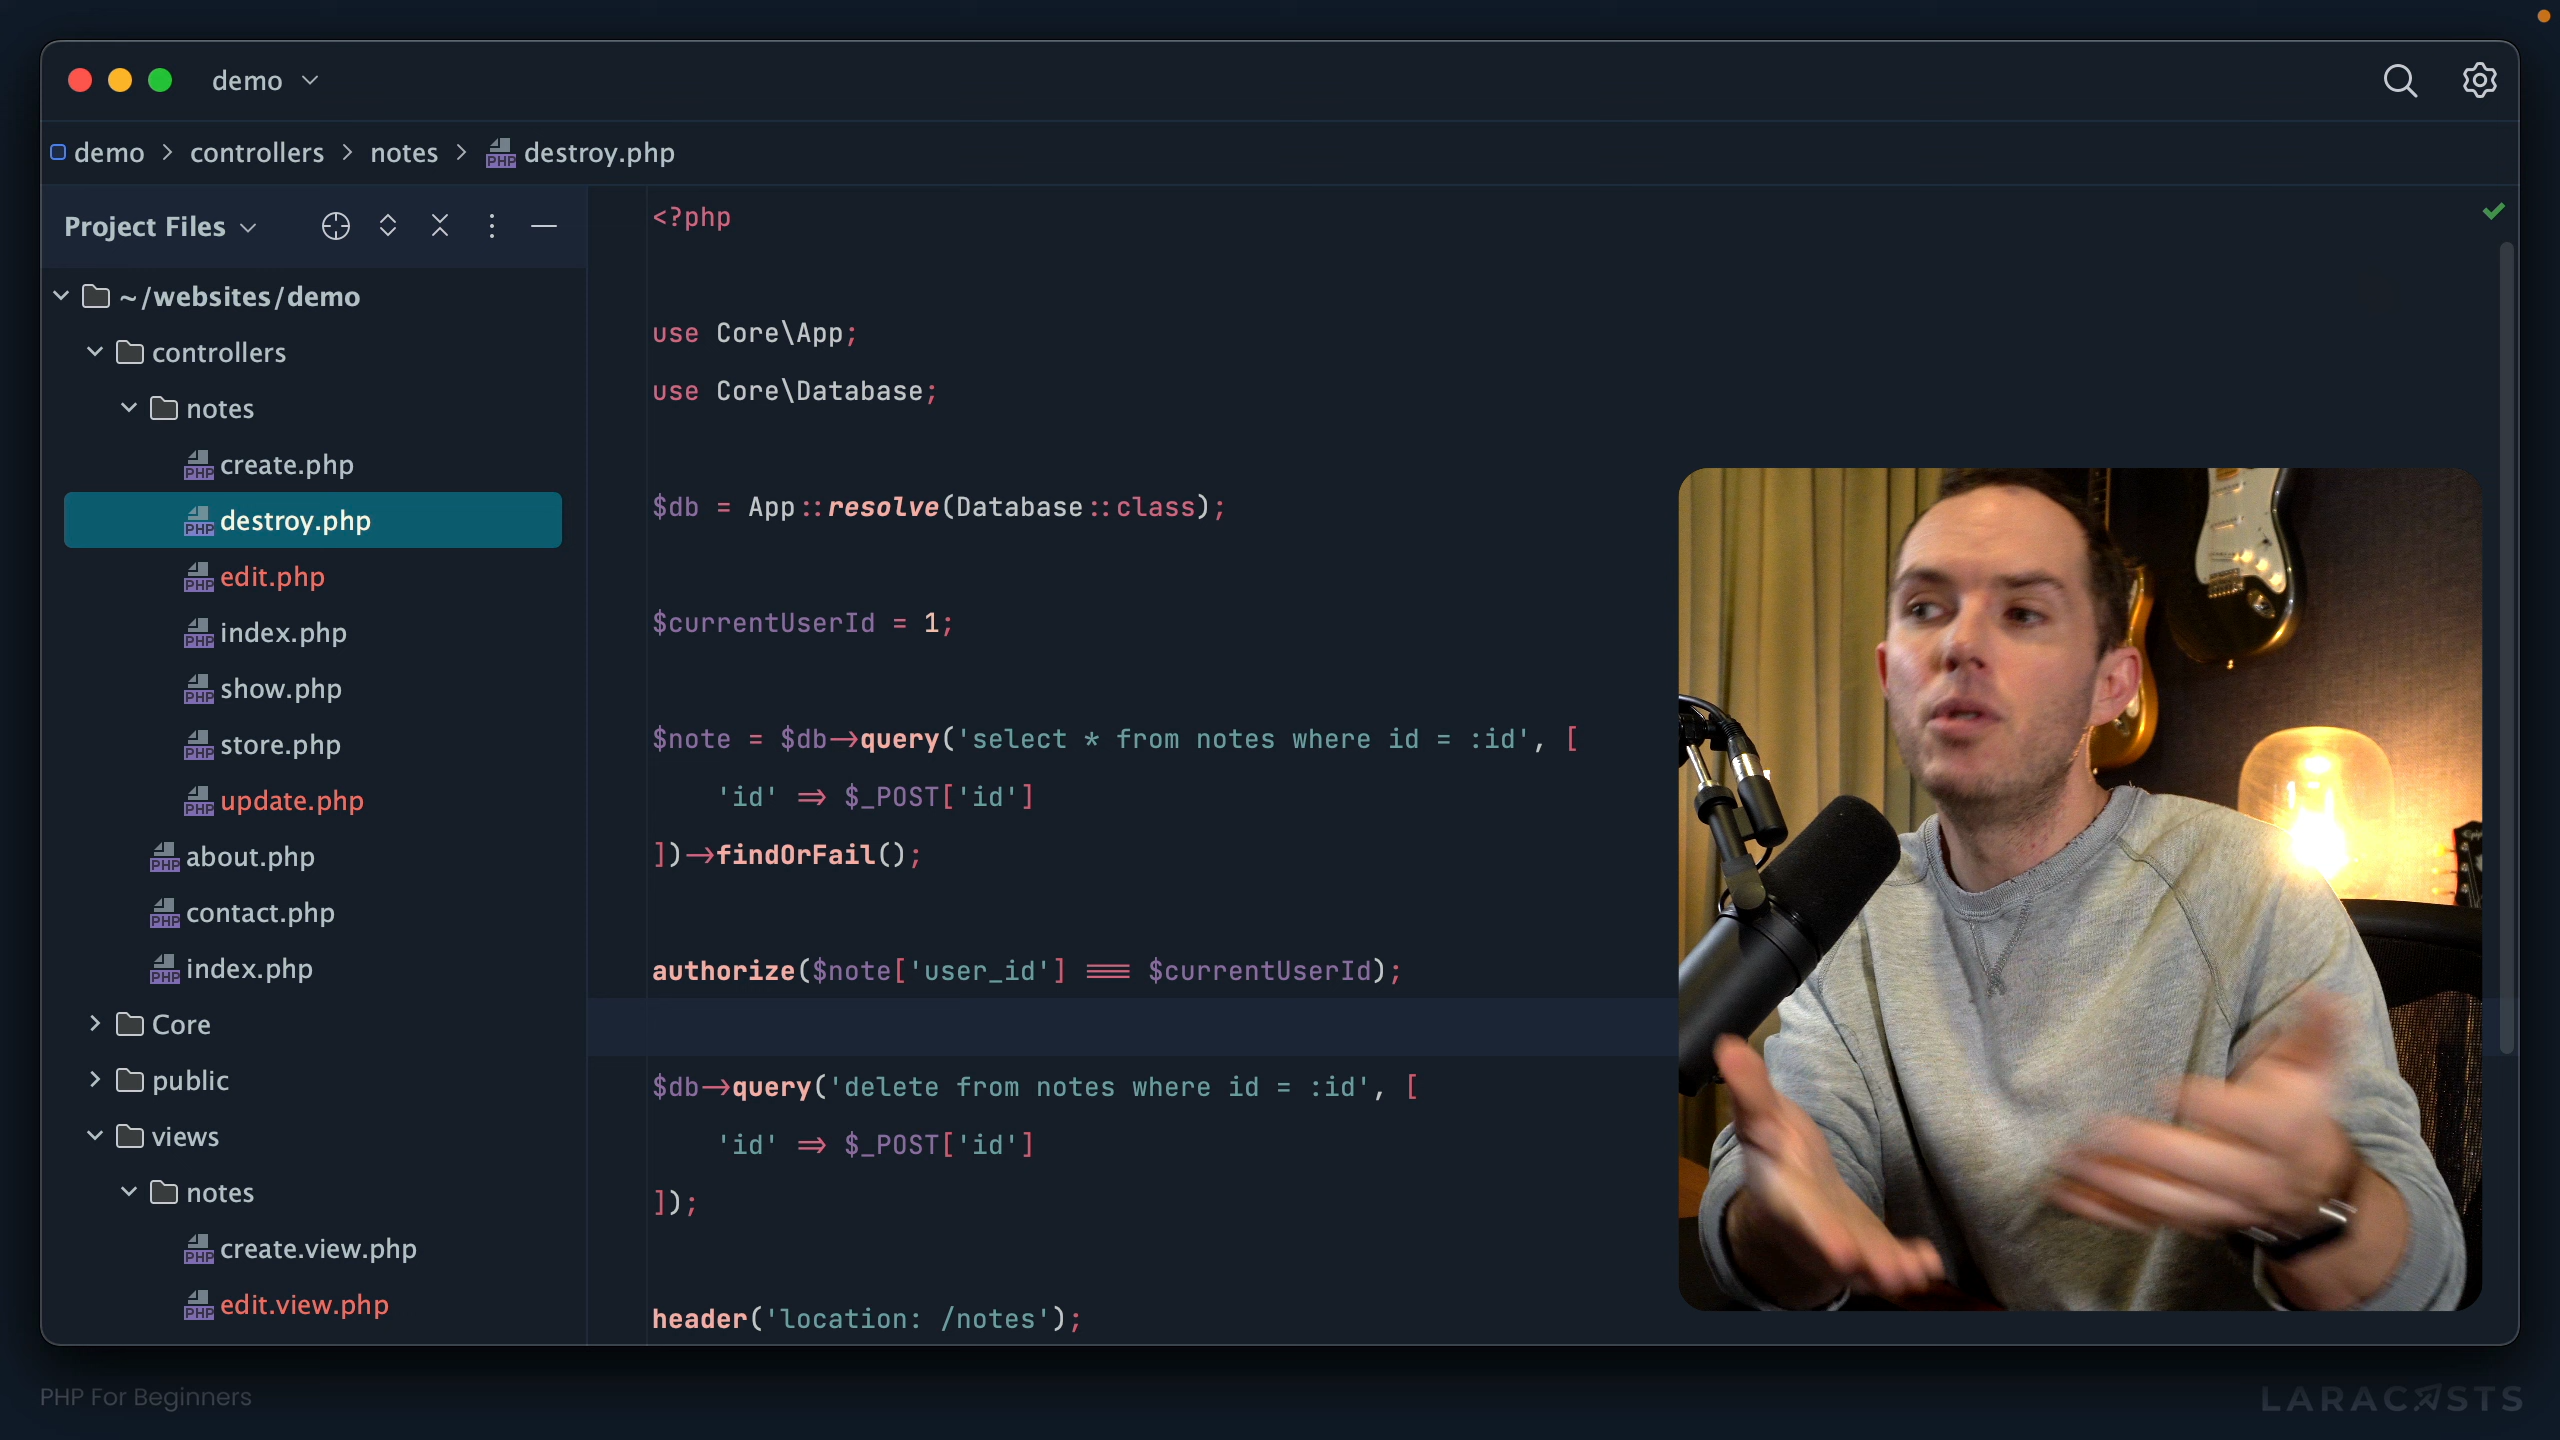 demo
demo > controllers > notes > destroy.php
Project Files
~/websites/demo
controllers
notes
create.php
destroy.php
edit.php
index.php
show.php
store.php
update.php
about.php
contact.php
index.php
Core
public
views
notes
create.view.php
edit.view.php
<?php
use Core\App;
use Core\Database;
$db = App::resolve(Database::class);
$currentUserId = 1;
$note = $db->query('select * from notes where id = :id', [
'id' => $_POST['id']
])->findOrFail();
authorize($note['user_id'] === $currentUserId);
$db->query('delete from notes where id = :id', [
'id' => $_POST['id']
]);
header('location: /notes');
PHP For Beginners
LARACASTS